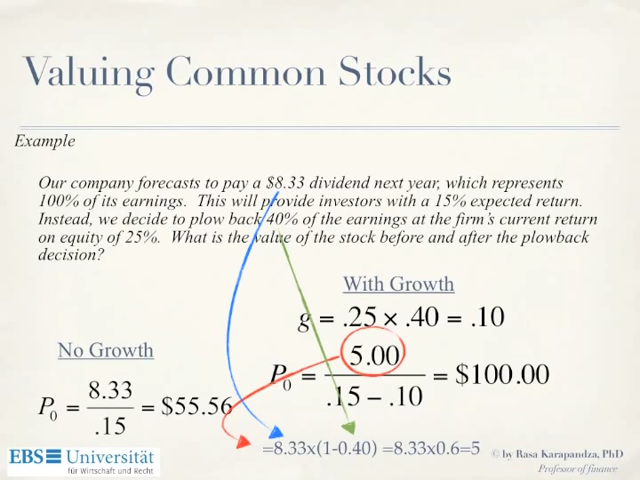 Valuing Common Stocks
Example
Our company forecasts to pay a $8.33 dividend next year, which represents
100% of its earnings. This will provide investors with a 15% expected return.
Instead, we decide to plow back 40% of the earnings at the firm's current return
on equity of 25%. What is the value of the stock before and after the plowback
decision?
With Growth
g = .25 × .40 = .10
No Growth
P0 = 5.00 / .15 − .10 = $100.00
P0 = 8.33 / .15 = $55.56
=8.33x(1-0.40) =8.33x0.6=5
EBS Universität
für Wirtschaft und Recht
© by Rasa Karapandza, PhD
Professor of finance